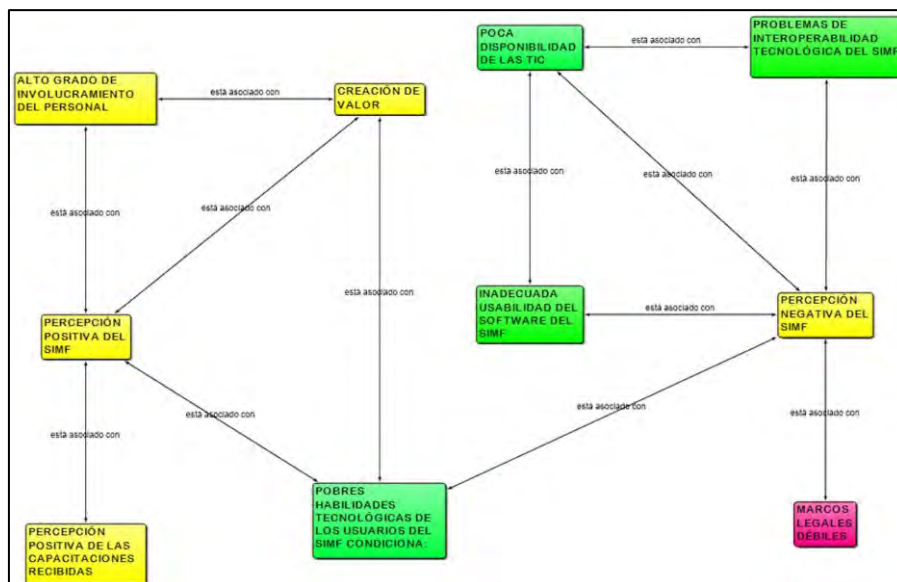 POCA
DISPONIBILIDAD
DE LAS TIC
está asociado con
PROBLEMAS DE
INTEROPERABILIDAD
TECNOLÓGICA DEL SIMF
ALTO GRADO DE
INVOLUCRAMIENTO
DEL PERSONAL
está asociado con
CREACIÓN DE
VALOR
está asociado con
está asociado con
está asociado con
está asociado con
está asociado con
está asociado con
está asociado con
PERCEPCIÓN
POSITIVA DEL
SIMF
INADECUADA
USABILIDAD DEL
SOFTWARE DEL
SIMF
está asociado con
PERCEPCIÓN
NEGATIVA DEL
SIMF
está asociado con
está asociado con
está asociado con
está asociado con
PERCEPCIÓN
POSITIVA DE LAS
CAPACITACIONES
RECIBIDAS
POBRES
HABILIDADES
TECNOLÓGICAS DE
LOS USUARIOS DEL
SIMF CONDICIONA:
MARCOS
LEGALES
DÉBILES